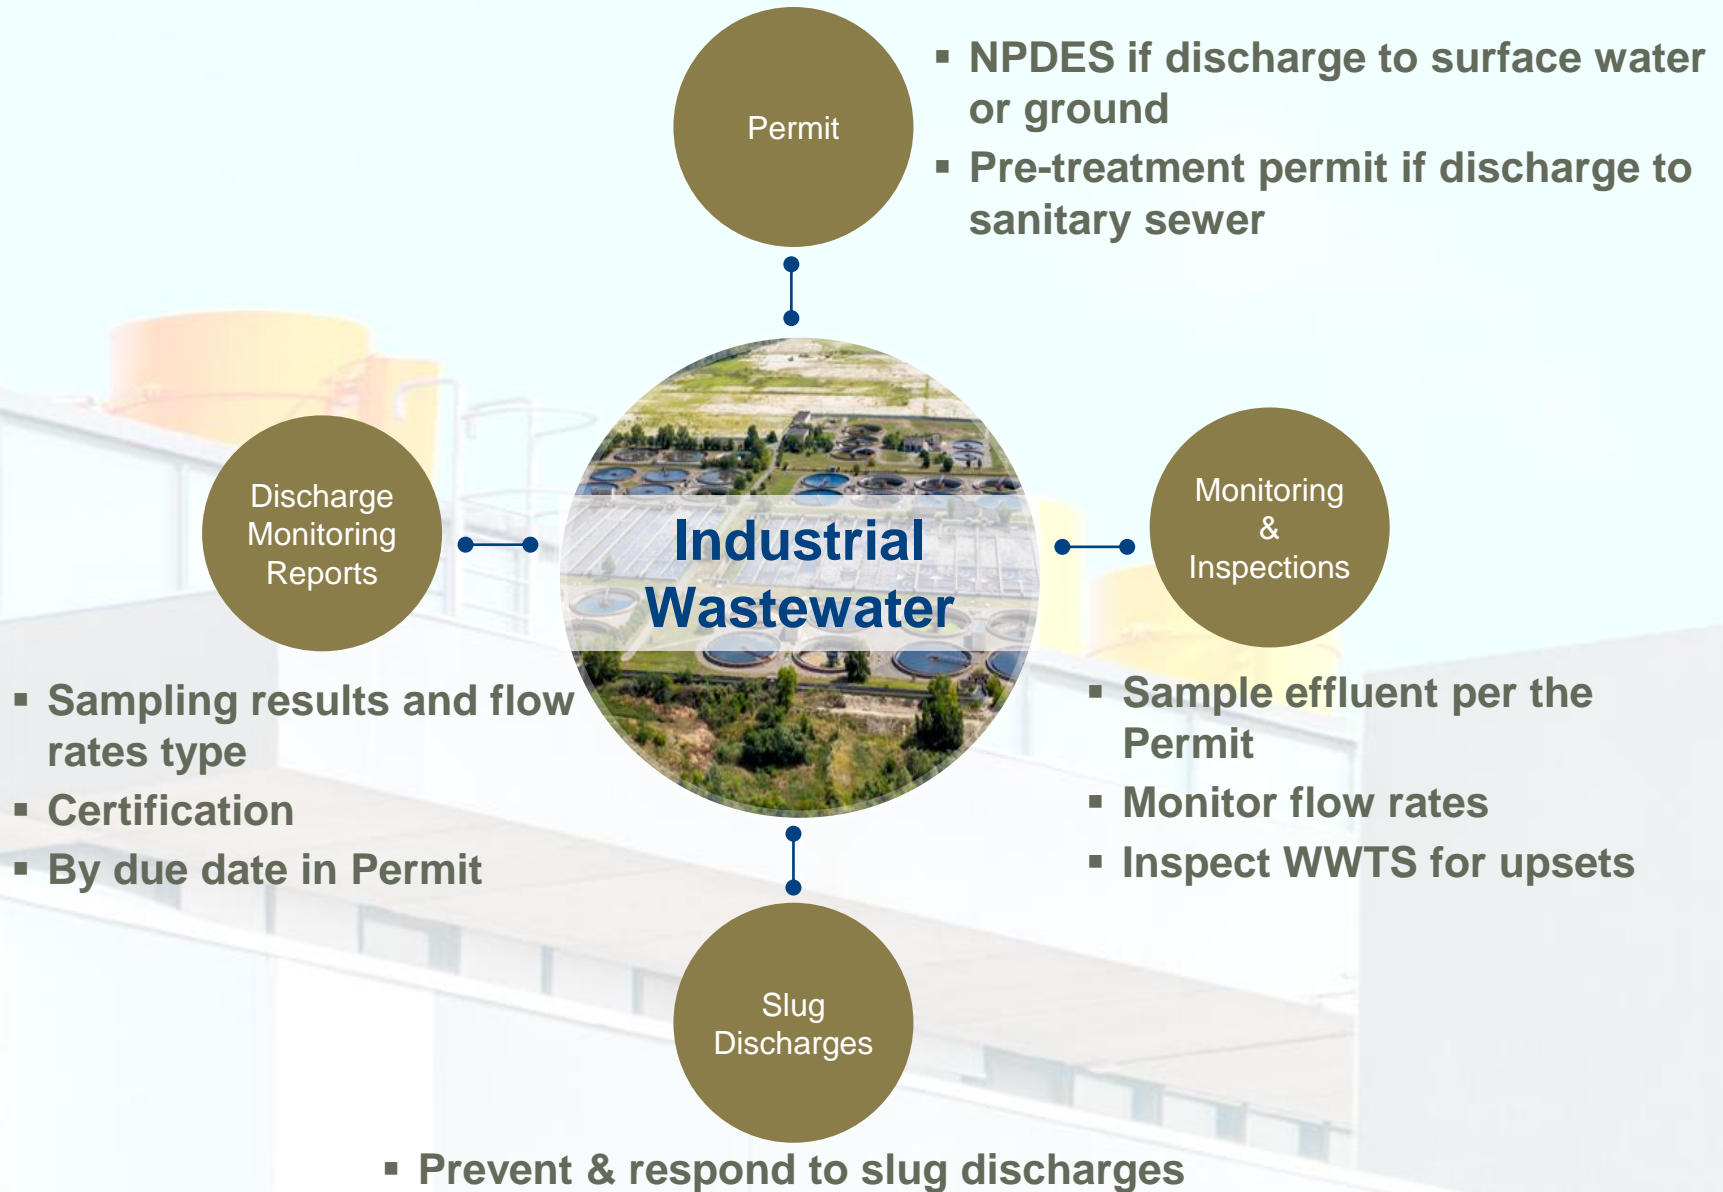 Permit
▪ NPDES if discharge to surface water
or ground
▪ Pre-treatment permit if discharge to
sanitary sewer
Discharge
Monitoring
Reports
▪ Sampling results and flow
rates type
▪ Certification
▪ By due date in Permit
Industrial
Wastewater
Monitoring
&
Inspections
▪ Sample effluent per the
Permit
▪ Monitor flow rates
▪ Inspect WWTS for upsets
Slug
Discharges
▪ Prevent & respond to slug discharges